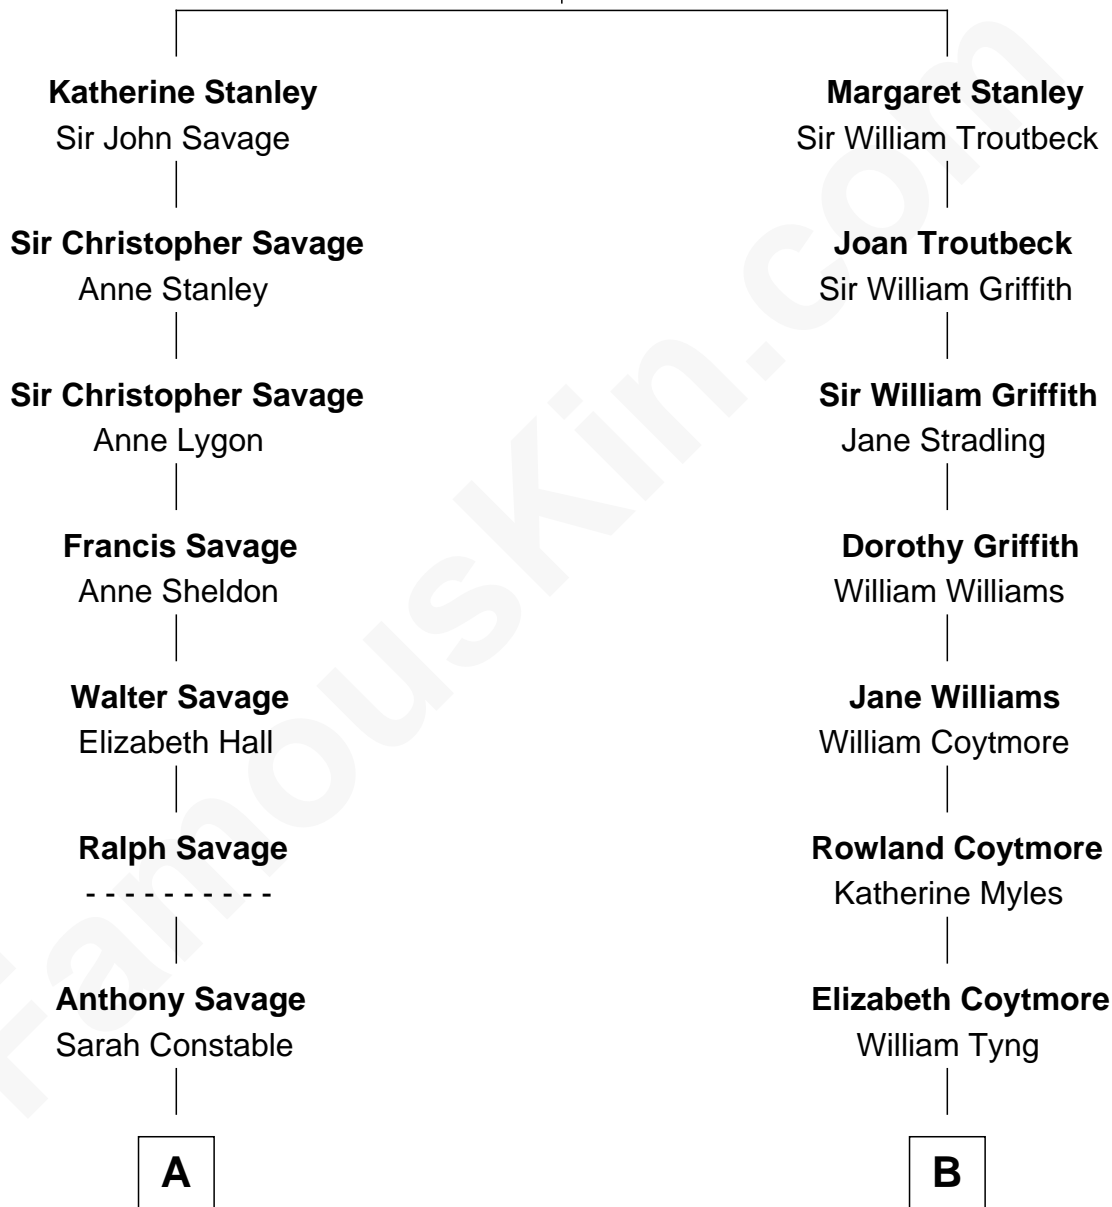 Katherine Stanley
Sir John Savage
Margaret Stanley
Sir William Troutbeck
Sir Christopher Savage
Anne Stanley
Joan Troutbeck
Sir William Griffith
Sir Christopher Savage
Anne Lygon
Sir William Griffith
Jane Stradling
Francis Savage
Anne Sheldon
Dorothy Griffith
William Williams
Walter Savage
Elizabeth Hall
Jane Williams
William Coytmore
Ralph Savage
- - - - - - - - - -
Rowland Coytmore
Katherine Myles
Anthony Savage
Sarah Constable
Elizabeth Coytmore
William Tyng
A
B
FamousKin.com